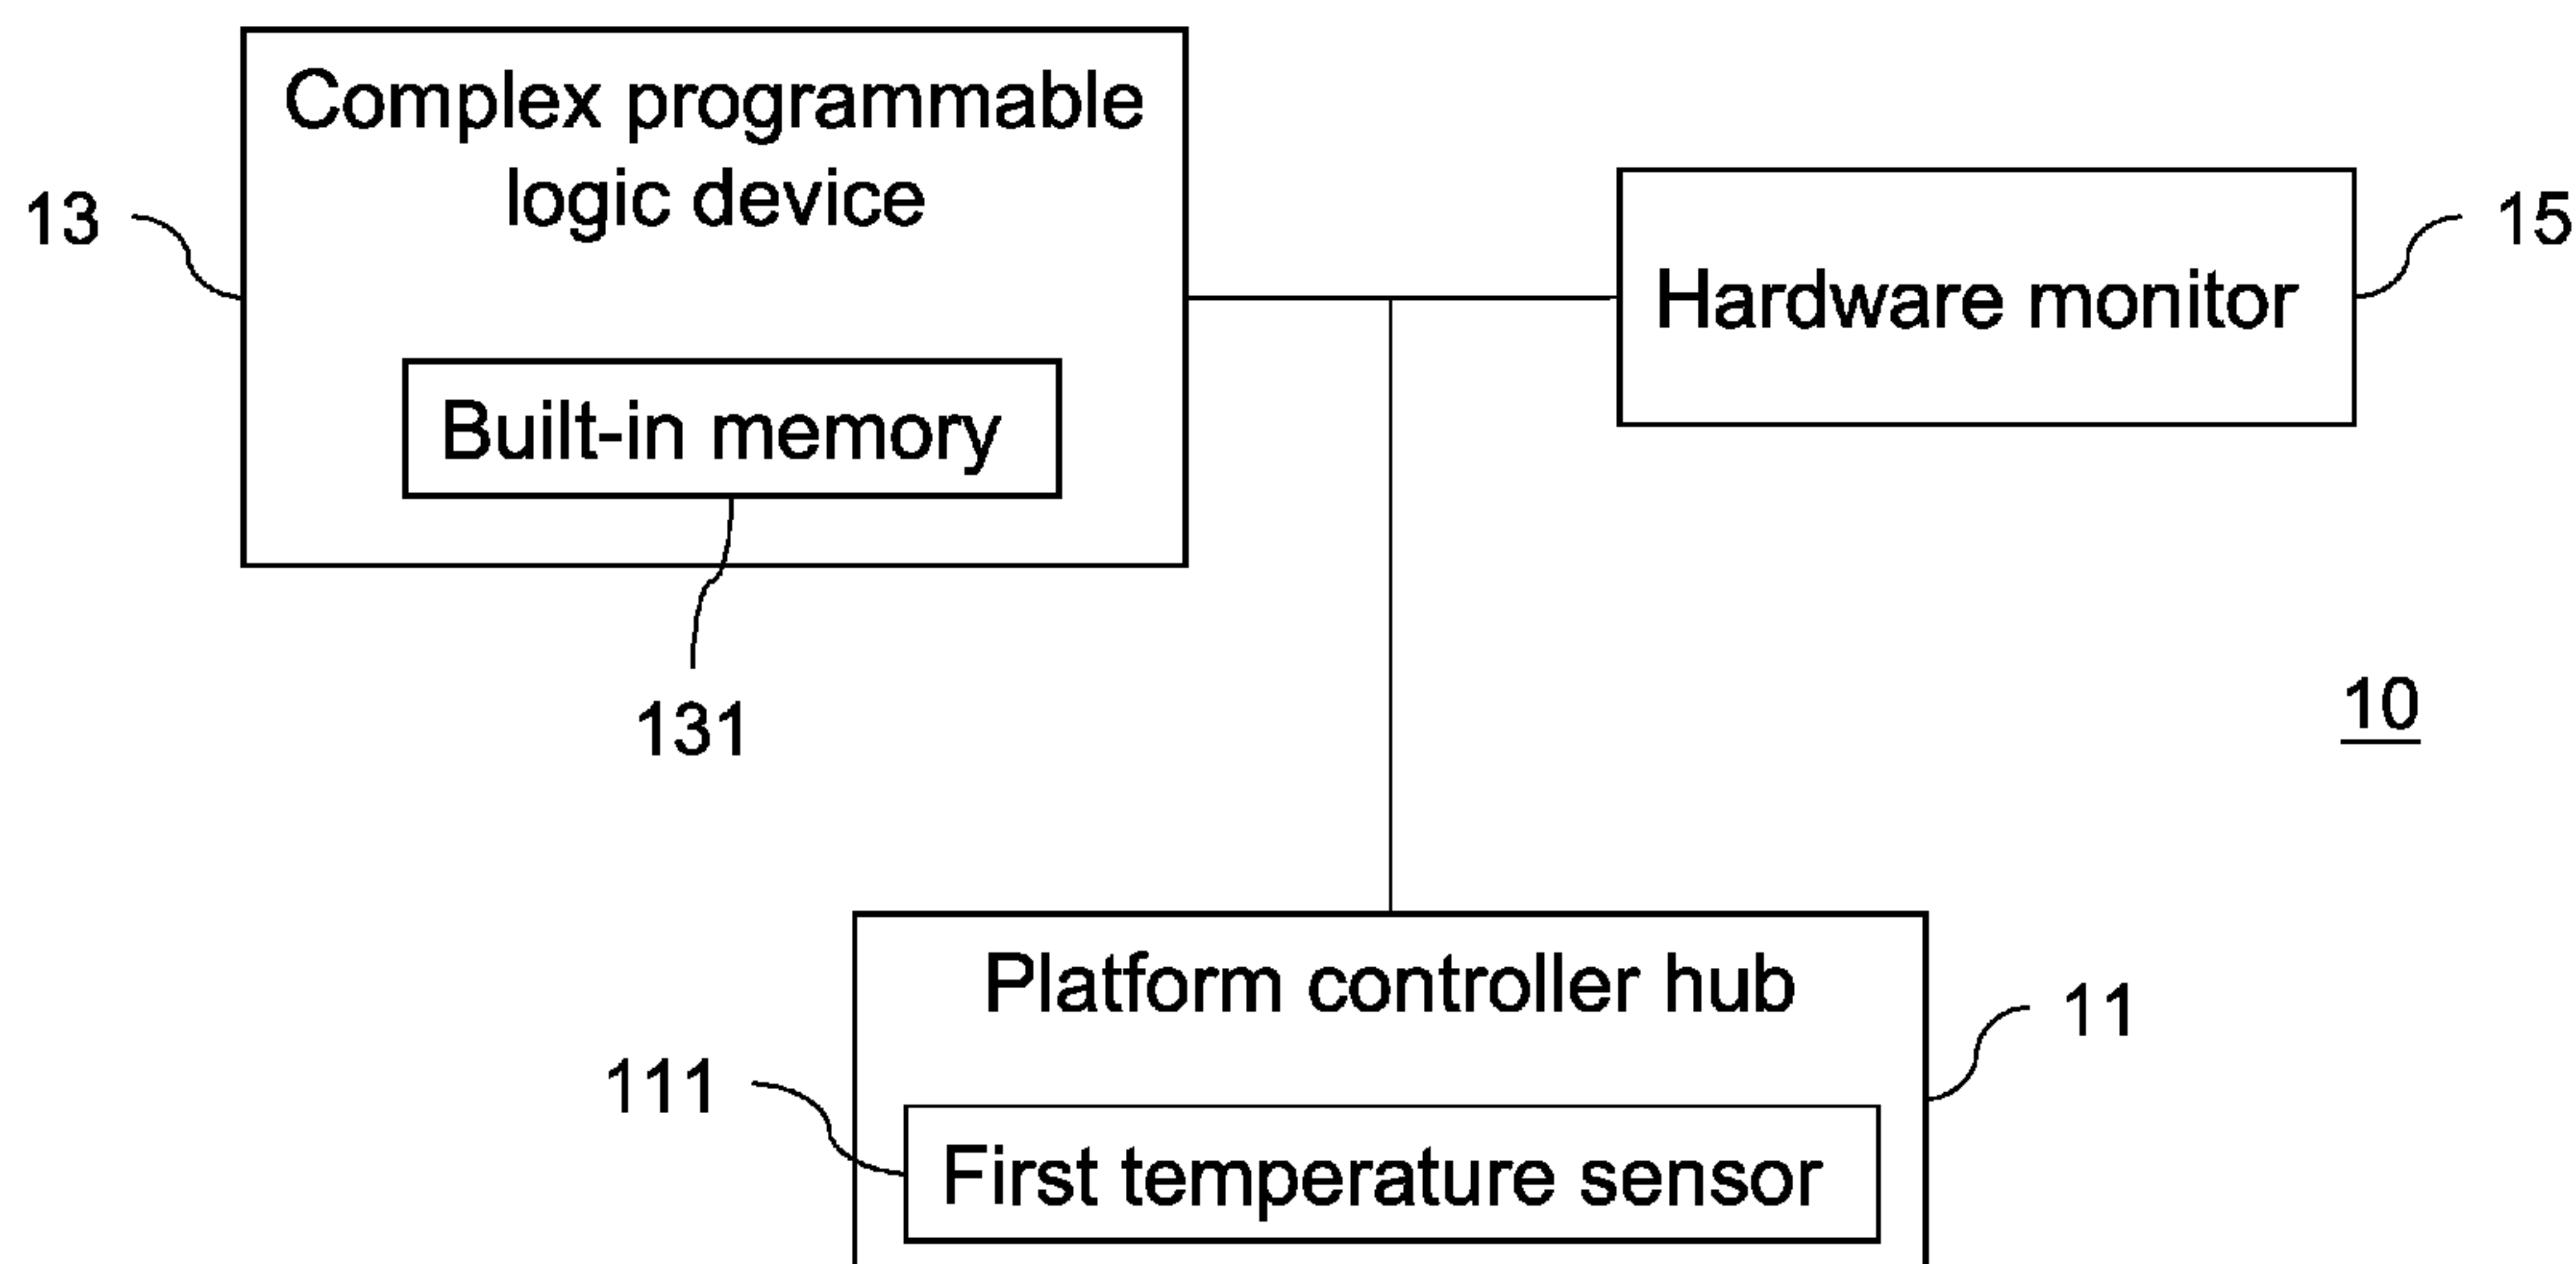 Complex programmable
logic device
13
15
Hardware monitor
Built-in memory
131
10
Platform controller hub
11
111
First temperature sensor